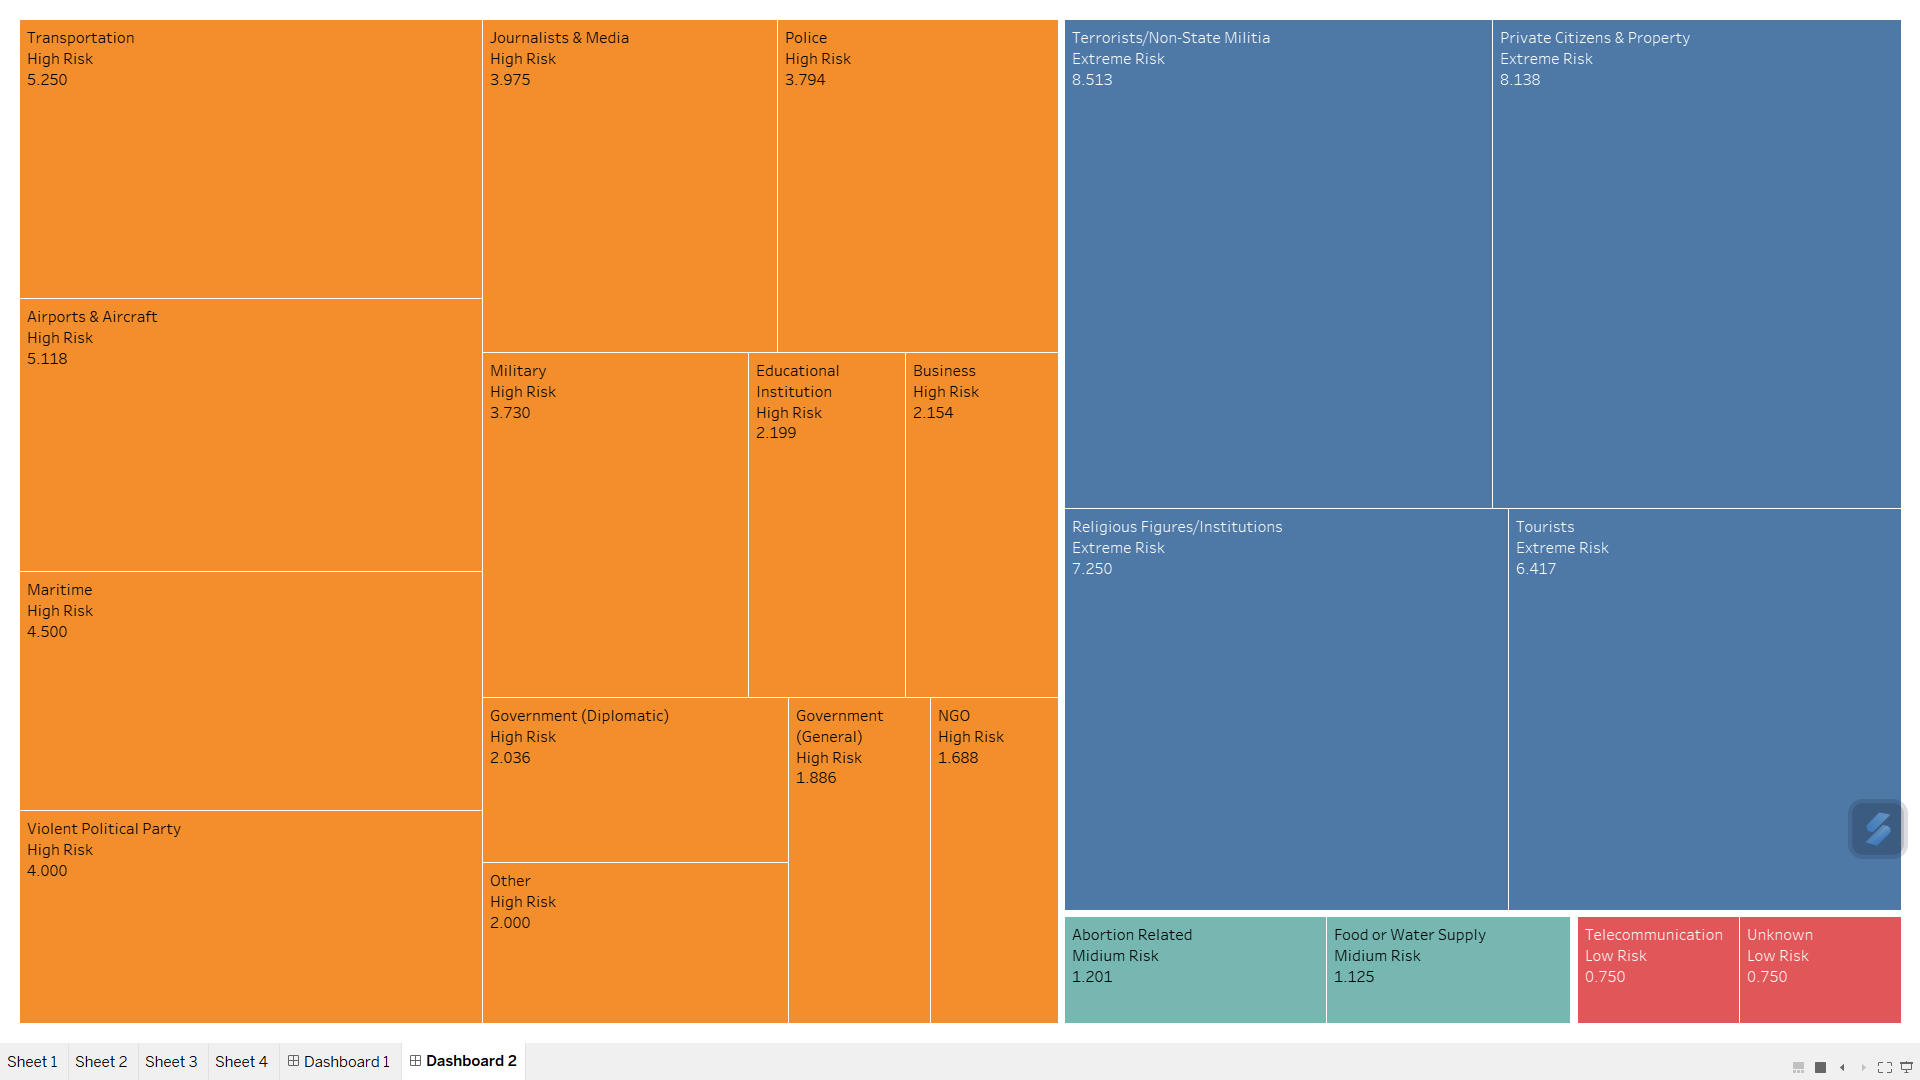 Transportation
High Risk
5.250
Journalists & Media
High Risk
3.975
Police
High Risk
3.794
Terrorists/Non-State Militia
Extreme Risk
8.513
Private Citizens & Property
Extreme Risk
8.138
Airports & Aircraft
High Risk
5.118
Military
High Risk
3.730
Educational
Institution
High Risk
2.199
Business
High Risk
2.154
Religious Figures/Institutions
Extreme Risk
7.250
Tourists
Extreme Risk
6.417
Maritime
High Risk
4.500
Government (Diplomatic)
High Risk
2.036
Government
(General)
High Risk
1.886
NGO
High Risk
1.688
Violent Political Party
High Risk
4.000
Other
High Risk
2.000
Abortion Related
Midium Risk
1.201
Food or Water Supply
Midium Risk
1.125
Telecommunication
Low Risk
0.750
Unknown
Low Risk
0.750
Sheet 1
Sheet 2
Sheet 3
Sheet 4
Dashboard 1
Dashboard 2